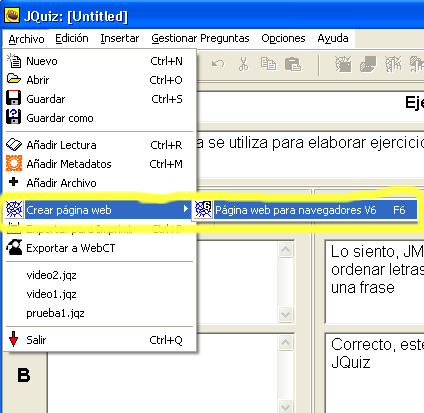 JQuiz: [Untitled]
Archivo Edición Insertar Gestionar Preguntas Opciones Ayuda
Nuevo Ctrl+N
Abrir Ctrl+O
Guardar Ctrl+S
Guardar como
Añadir Lectura Ctrl+R
Añadir Metadatos Ctrl+M
Añadir Archivo
Crear página web
6 Página web para navegadores V6 F6
Exportar para imprimir Ctrl+P
Exportar a WebCT
video2.jqz
video1.jqz
prueba1.jqz
Salir Ctrl+Q
Eje
a se utiliza para elaborar ejercicio
Lo siento, JM
ordenar letras
una frase
B
Correcto, este
JQuiz